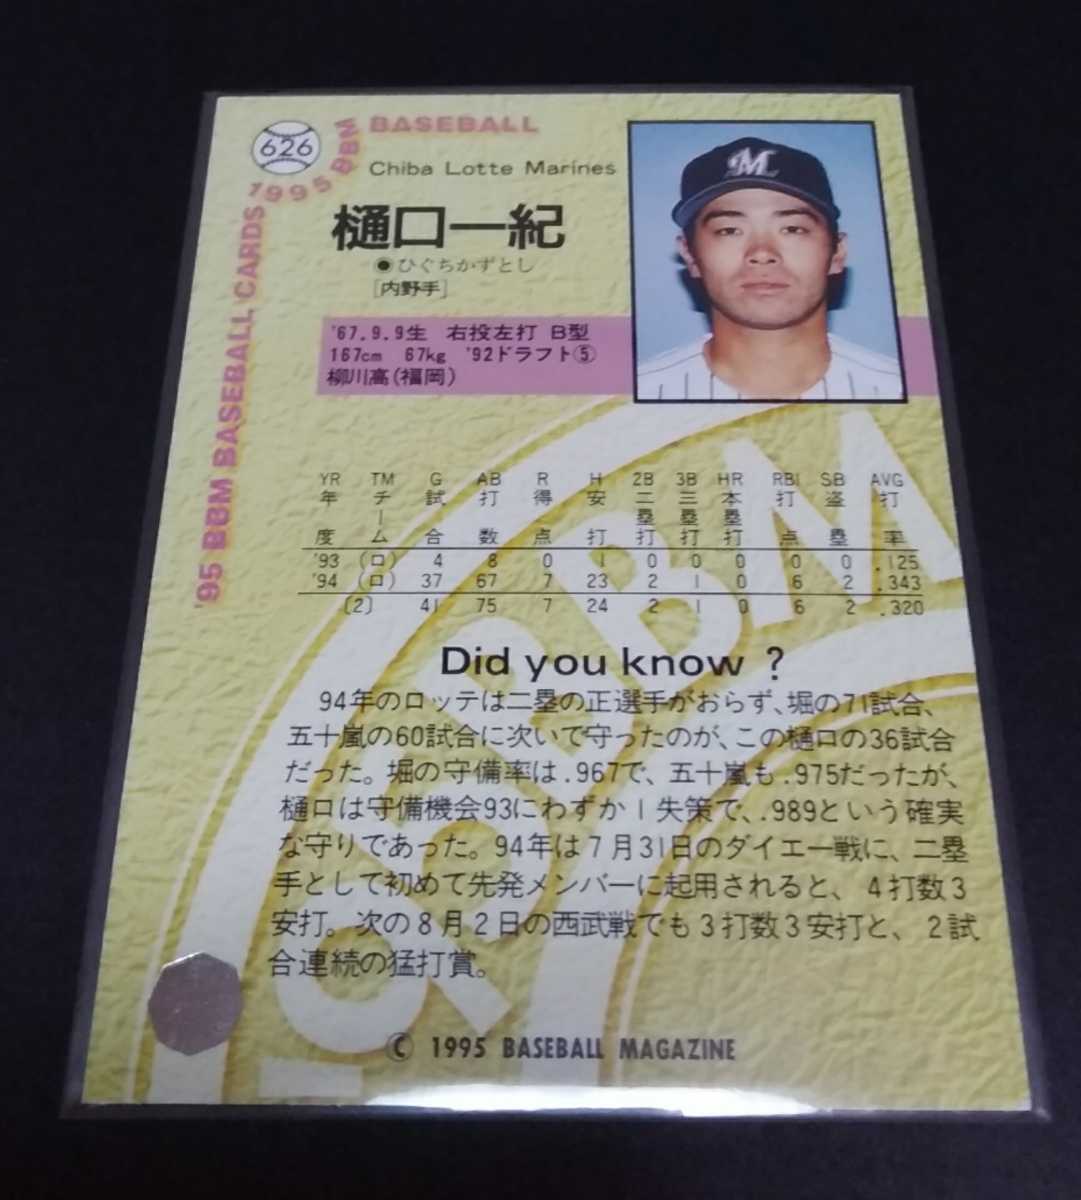 626
1995 BBM
BASEBALL
Chiba Lotte Marines
M
樋口一紀
●ひぐちかずとし
[内野手]
'67.9.9生 右投左打 B型
167cm 67kg '92ドラフト⑤
柳川高(福岡)
'95 BBM BASEBALL CARDS
YR TM G AB R H 2B 3B HR RBI SB AVG
年度 チーム 試合 打数 得点 安打 二塁打 三塁打 本塁打 打点 盗塁 打率
'93 (ロ) 4 8 0 1 0 0 0 0 0 .125
'94 (ロ) 37 67 7 23 2 1 0 6 2 .343
〔2〕 41 75 7 24 2 1 0 6 2 .320
Did you know ?
94年のロッテは二塁の正選手がおらず、堀の71試合、
五十嵐の60試合に次いで守ったのが、この樋口の36試合
だった。堀の守備率は.967で、五十嵐も.975だったが、
樋口は守備機会93にわずか1失策で、.989という確実
な守りであった。94年は7月31日のダイエー戦に、二塁
手として初めて先発メンバーに起用されると、4打数3
安打。次の8月2日の西武戦でも3打数3安打と、2試
合連続の猛打賞。
© 1995 BASEBALL MAGAZINE